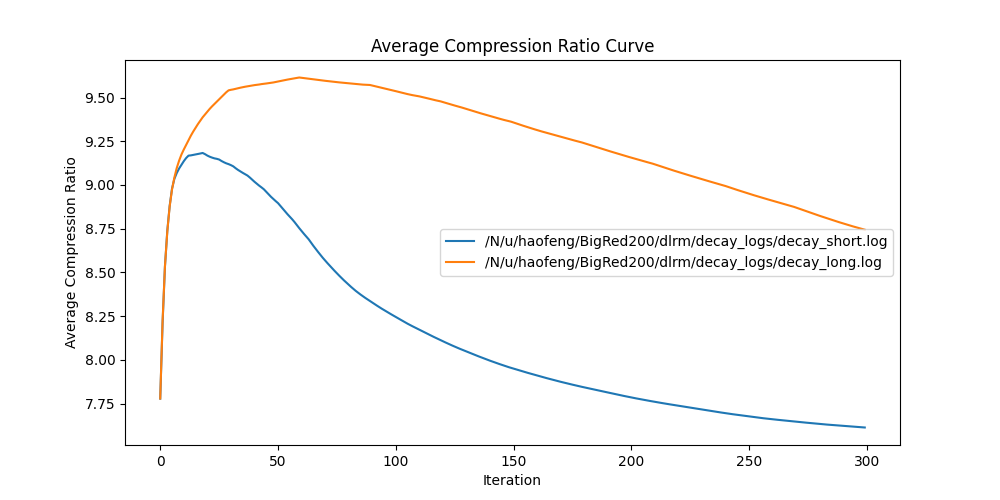 Average Compression Ratio Curve
Average Compression Ratio
9.50
9.25
9.00
8.75
8.50
8.25
8.00
7.75
/N/u/haofeng/BigRed200/dlrm/decay_logs/decay_short.log
/N/u/haofeng/BigRed200/dlrm/decay_logs/decay_long.log
0 50 100 150 200 250 300
Iteration